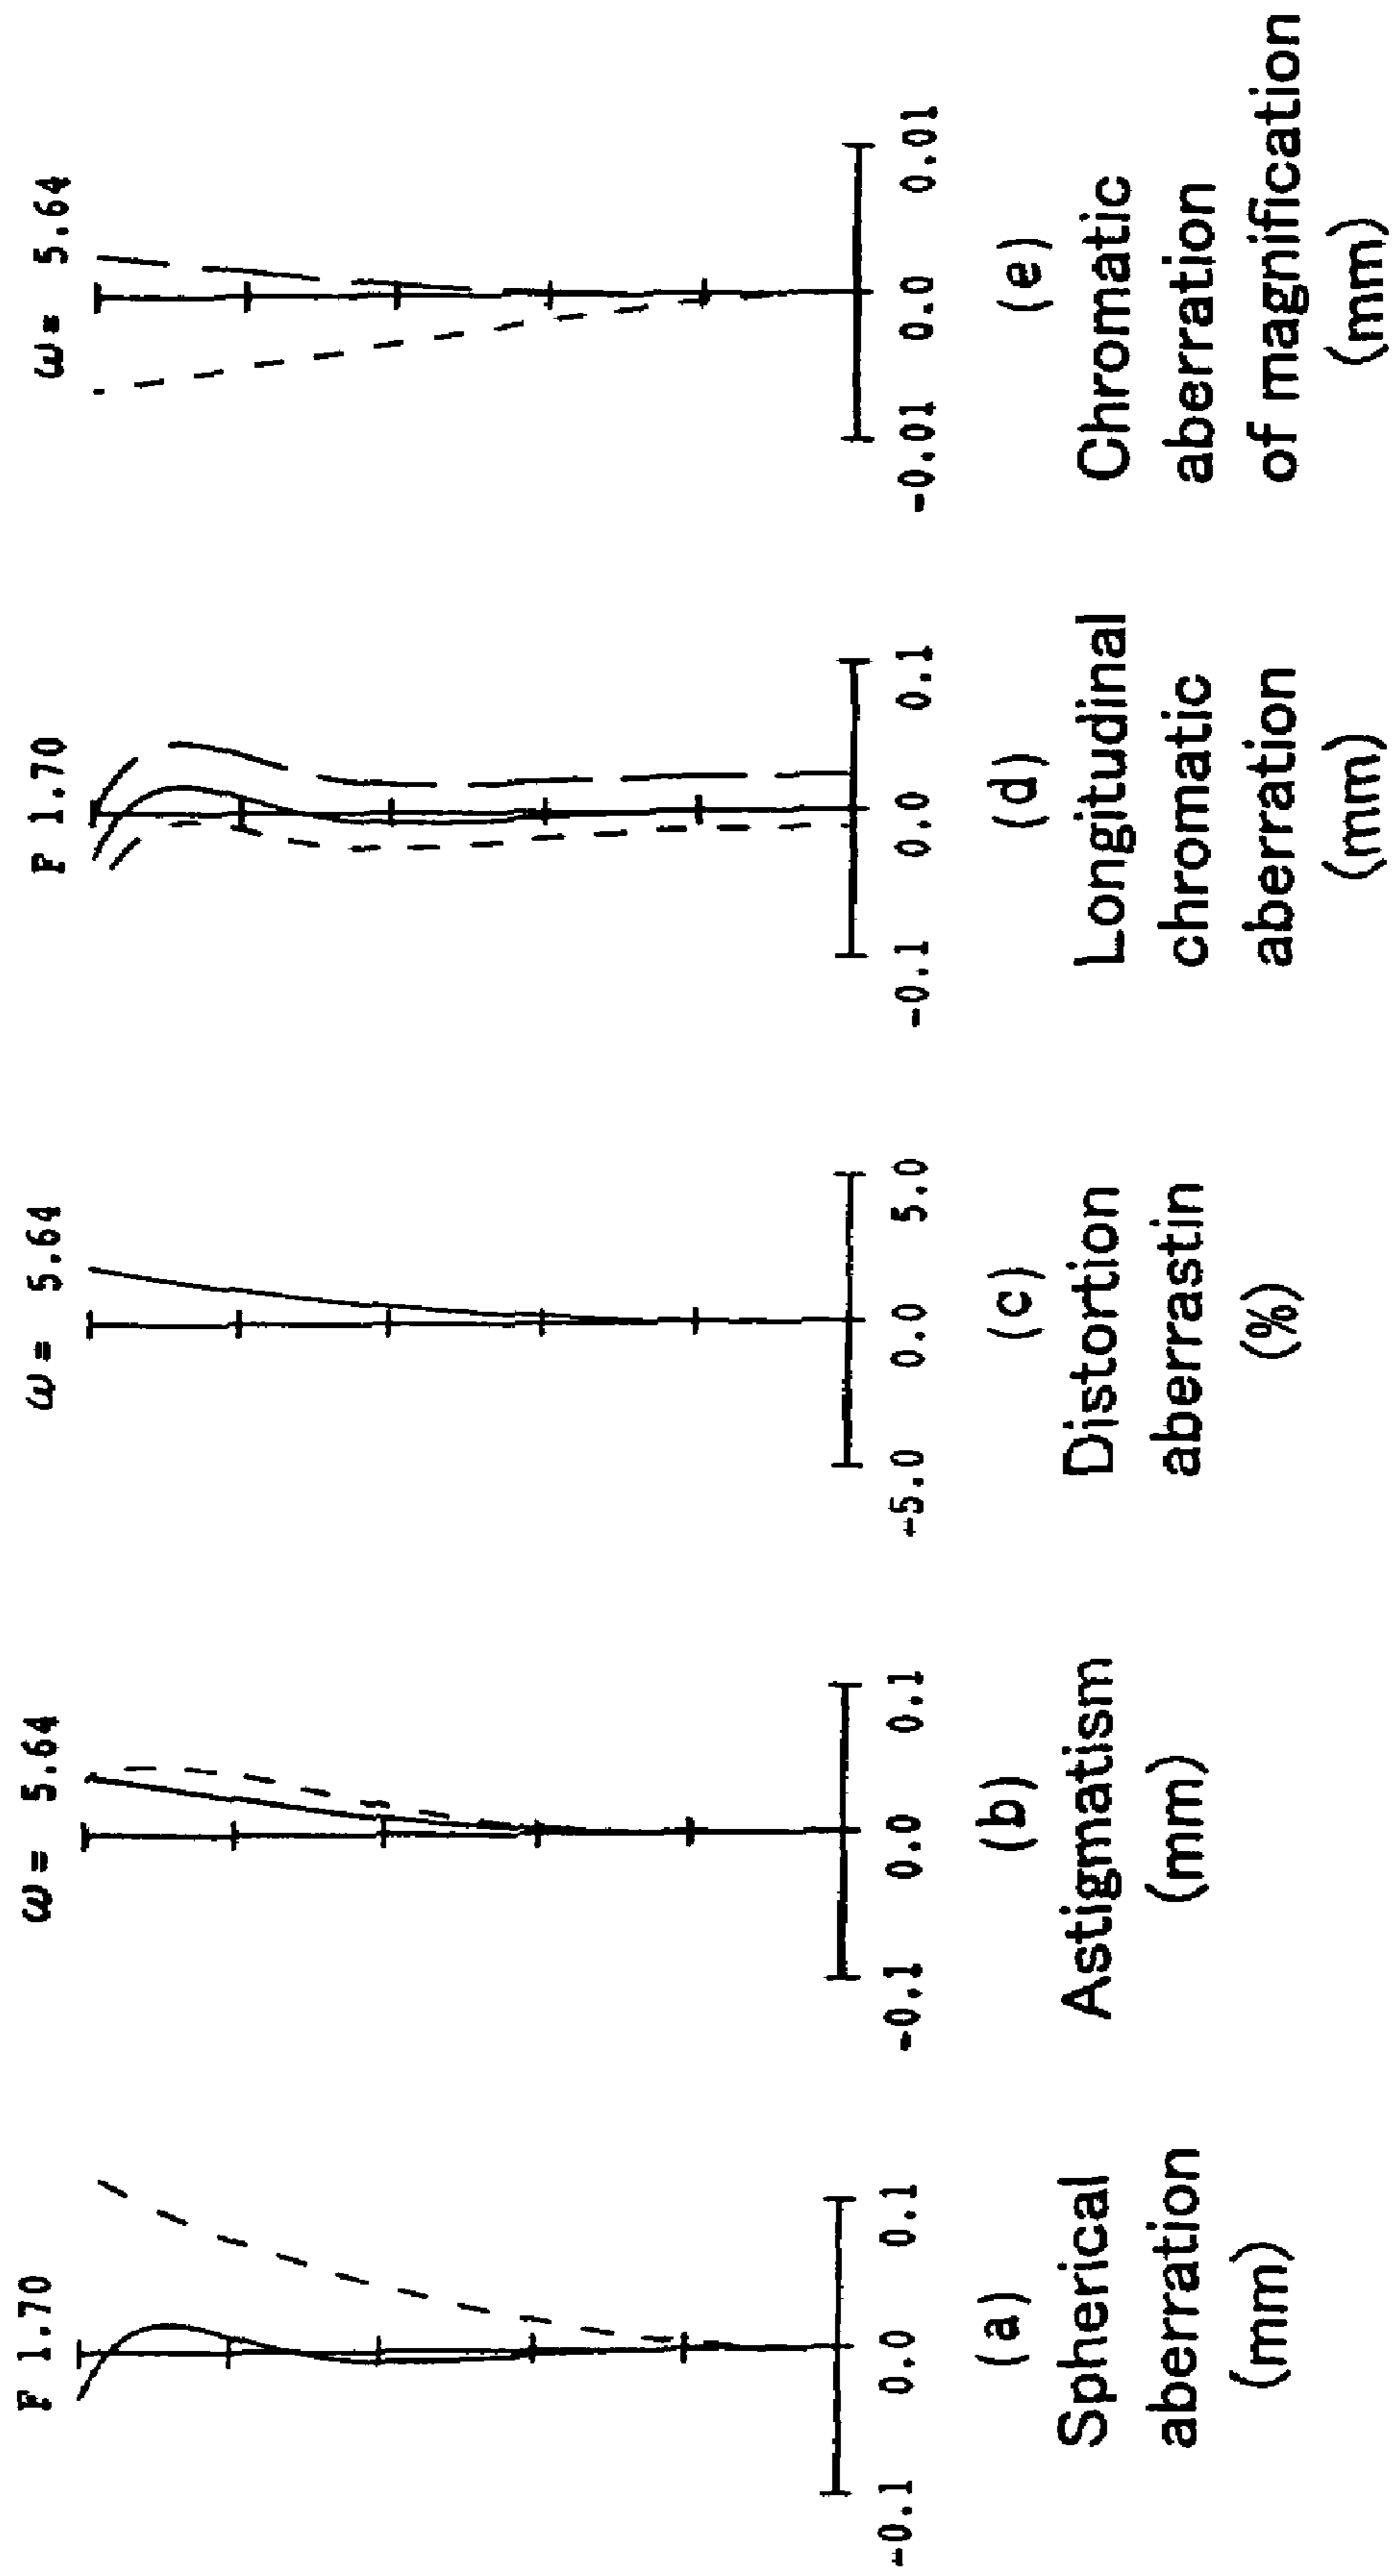 F 1.70
-0.1 0.0 0.1
(a)
Spherical
aberration
(mm)
ω= 5.64
-0.1 0.0 0.1
(b)
Astigmatism
(mm)
ω= 5.64
-5.0 0.0 5.0
(c)
Distortion
aberrastin
(%)
F 1.70
-0.1 0.0 0.1
(d)
Longitudinal
chromatic
aberration
(mm)
ω= 5.64
-0.01 0.0 0.01
(e)
Chromatic
aberration
of magnification
(mm)